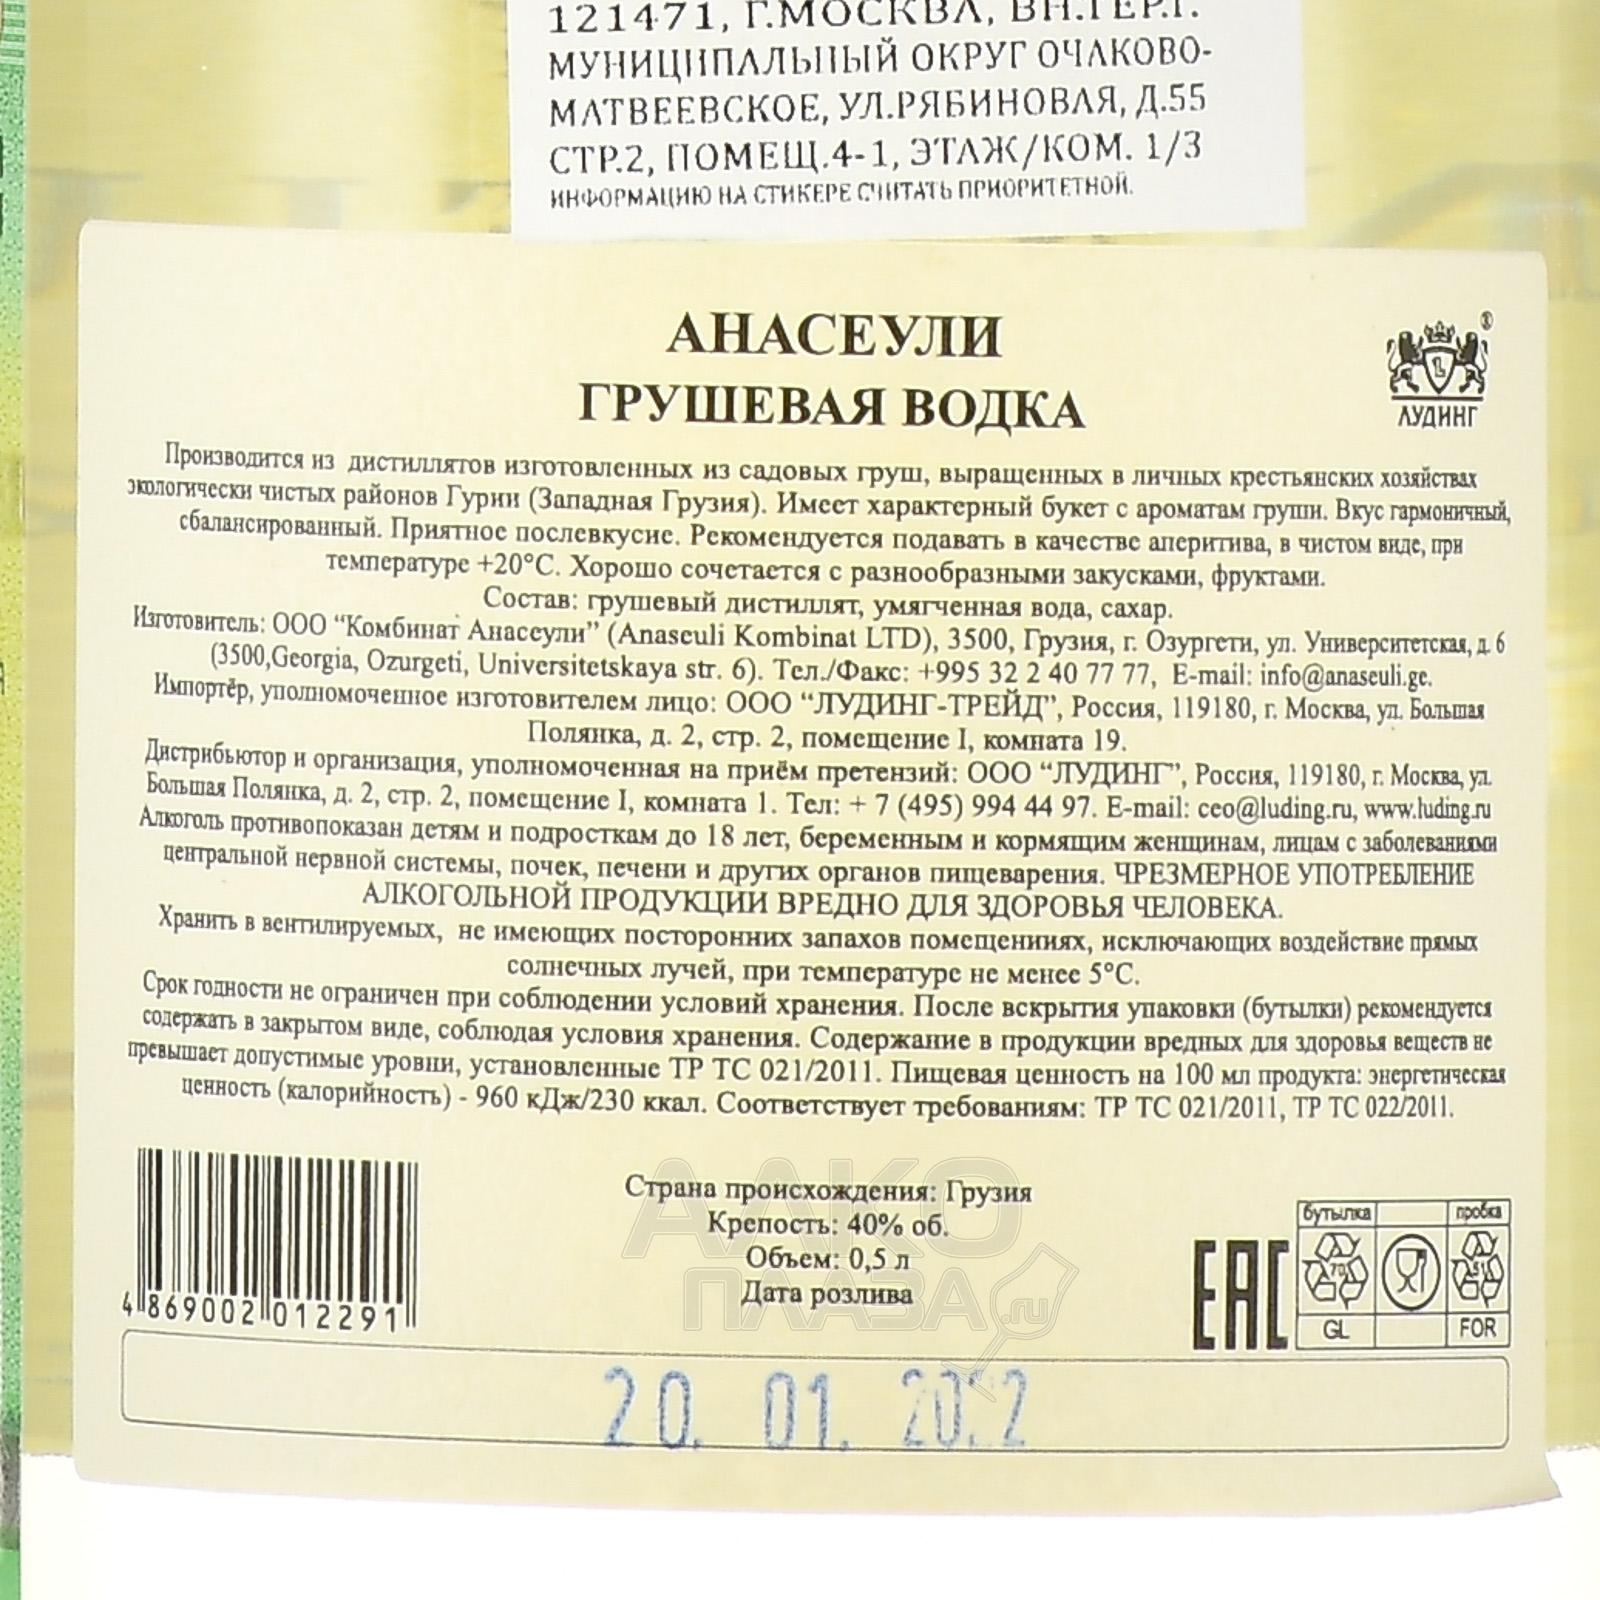 121471, Г.МОСКВА, ВН.ТЕР.Г.
МУНИЦИПАЛЬНЫЙ ОКРУГ ОЧАКОВО-
МАТВЕЕВСКОЕ, УЛ.РЯБИНОВАЯ, Д.55
СТР.2, ПОМЕЩ.4-1, ЭТАЖ/КОМ. 1/3
ИНФОРМАЦИЮ НА СТИКЕРЕ СЧИТАТЬ ПРИОРИТЕТНОЙ.
АНАСЕУЛИ
ГРУШЕВАЯ ВОДКА
ЛУДИНГ
Производится из дистиллятов изготовленных из садовых груш, выращенных в личных крестьянских хозяйствах
экологически чистых районов Гурии (Западная Грузия). Имеет характерный букет с ароматам груши. Вкус гармоничный,
сбалансированный. Приятное послевкусие. Рекомендуется подавать в качестве аперитива, в чистом виде, при
температуре +20°C. Хорошо сочетается с разнообразными закусками, фруктами.
Состав: грушевый дистиллят, умягченная вода, сахар.
Изготовитель: ООО “Комбинат Анасеули” (Anaseuli Kombinat LTD), 3500, Грузия, г. Озургети, ул. Университетская, д. 6
(3500,Georgia, Ozurgeti, Universitetskaya str. 6). Тел./Факс: +995 32 2 40 77 77, E-mail: info@anaseuli.ge.
Импортёр, уполномоченное изготовителем лицо: ООО “ЛУДИНГ-ТРЕЙД”, Россия, 119180, г. Москва, ул. Большая
Полянка, д. 2, стр. 2, помещение I, комната 19.
Дистрибьютор и организация, уполномоченная на приём претензий: ООО “ЛУДИНГ”, Россия, 119180, г. Москва, ул.
Большая Полянка, д. 2, стр. 2, помещение I, комната 1. Тел: + 7 (495) 994 44 97. E-mail: ceo@luding.ru, www.luding.ru
Алкоголь противопоказан детям и подросткам до 18 лет, беременным и кормящим женщинам, лицам с заболеваниями
центральной нервной системы, почек, печени и других органов пищеварения. ЧРЕЗМЕРНОЕ УПОТРЕБЛЕНИЕ
АЛКОГОЛЬНОЙ ПРОДУКЦИИ ВРЕДНО ДЛЯ ЗДОРОВЬЯ ЧЕЛОВЕКА.
Хранить в вентилируемых, не имеющих посторонних запахов помещенииях, исключающих воздействие прямых
солнечных лучей, при температуре не менее 5°C.
Срок годности не ограничен при соблюдении условий хранения. После вскрытия упаковки (бутылки) рекомендуется
содержать в закрытом виде, соблюдая условия хранения. Содержание в продукции вредных для здоровья веществ не
превышает допустимые уровни, установленные ТР ТС 021/2011. Пищевая ценность на 100 мл продукта: энергетическая
ценность (калорийность) - 960 кДж/230 ккал. Соответствует требованиям: ТР ТС 021/2011, ТР ТС 022/2011.
Страна происхождения: Грузия
Крепость: 40% об.
Объем: 0,5 л
Дата розлива
4 869002 012291
EAC
бутылка пробка
70 51
GL FOR
АЛКО
ПЛАЗА.ru
20. 01.